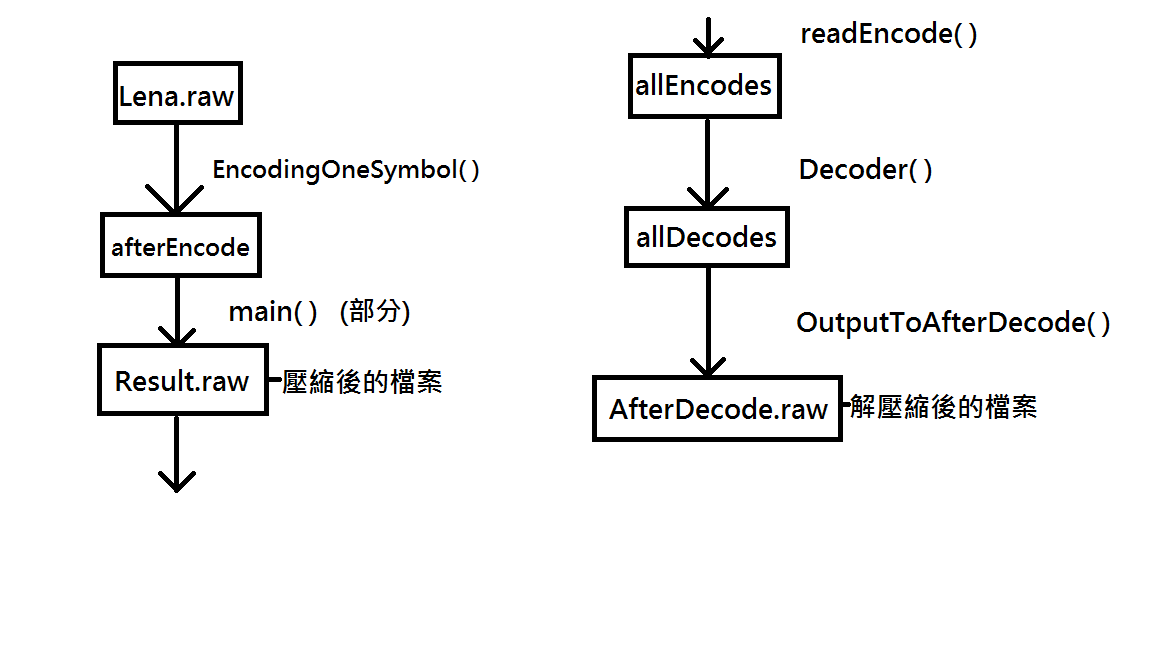 Lena.raw
EncodingOneSymbol( )
afterEncode
main( ) (部分)
Result.raw
壓縮後的檔案
readEncode( )
allEncodes
Decoder( )
allDecodes
OutputToAfterDecode( )
AfterDecode.raw
解壓縮後的檔案